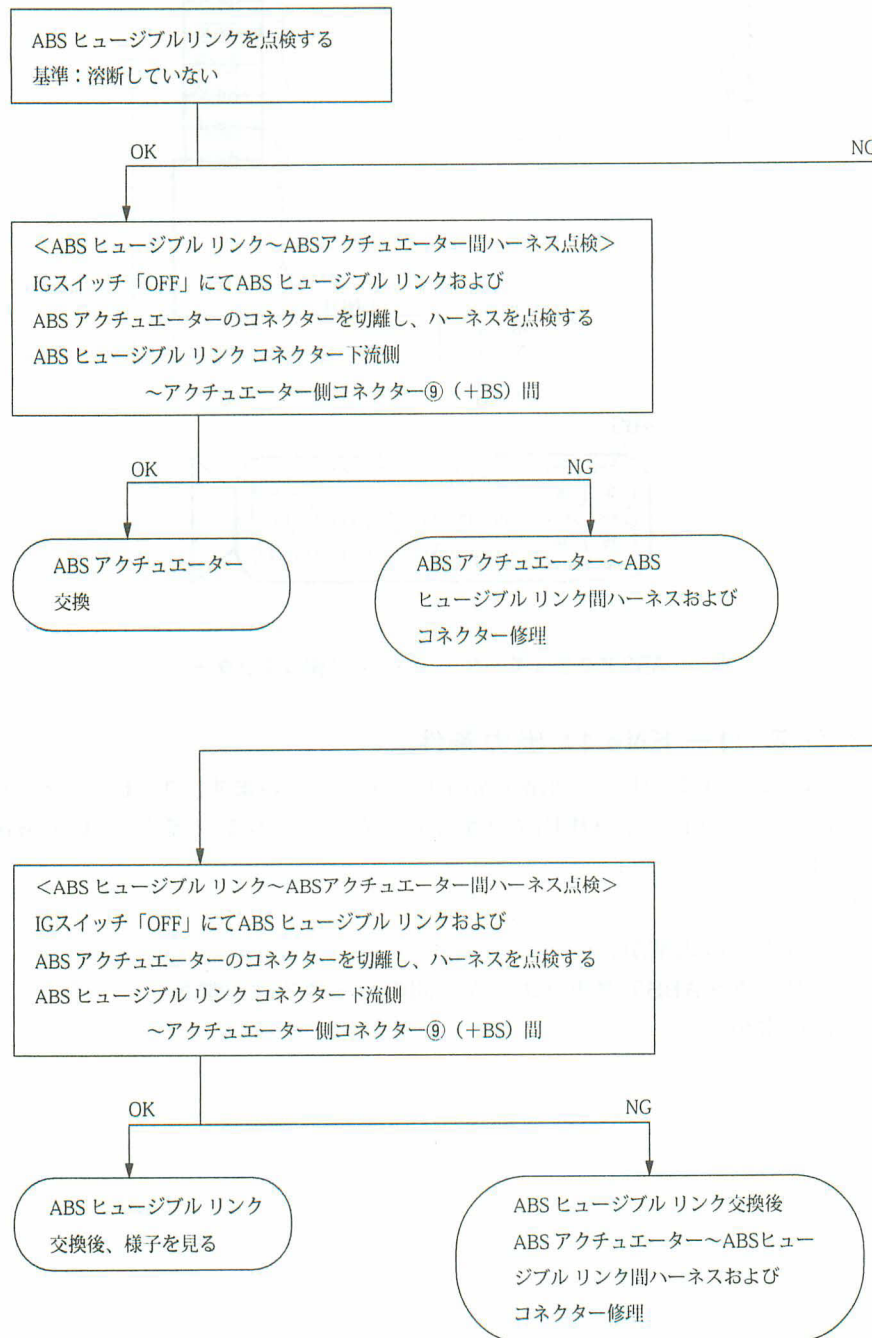 ABS ヒュージブルリンクを点検する
基準：溶断していない
OK
NG
＜ABS ヒュージブル リンク～ABSアクチュエーター間ハーネス点検＞
IGスイッチ「OFF」にてABS ヒュージブル リンクおよび
ABS アクチュエーターのコネクターを切離し、ハーネスを点検する
ABS ヒュージブル リンク コネクター下流側
～アクチュエーター側コネクター⑨（＋BS）間
OK
NG
ABS アクチュエーター
交換
ABS アクチュエーター～ABS
ヒュージブル リンク間ハーネスおよび
コネクター修理
＜ABS ヒュージブル リンク～ABSアクチュエーター間ハーネス点検＞
IGスイッチ「OFF」にてABS ヒュージブル リンクおよび
ABS アクチュエーターのコネクターを切離し、ハーネスを点検する
ABS ヒュージブル リンク コネクター下流側
～アクチュエーター側コネクター⑨（＋BS）間
OK
NG
ABS ヒュージブル リンク
交換後、様子を見る
ABS ヒュージブル リンク交換後
ABS アクチュエーター～ABSヒュー
ジブル リンク間ハーネスおよび
コネクター修理